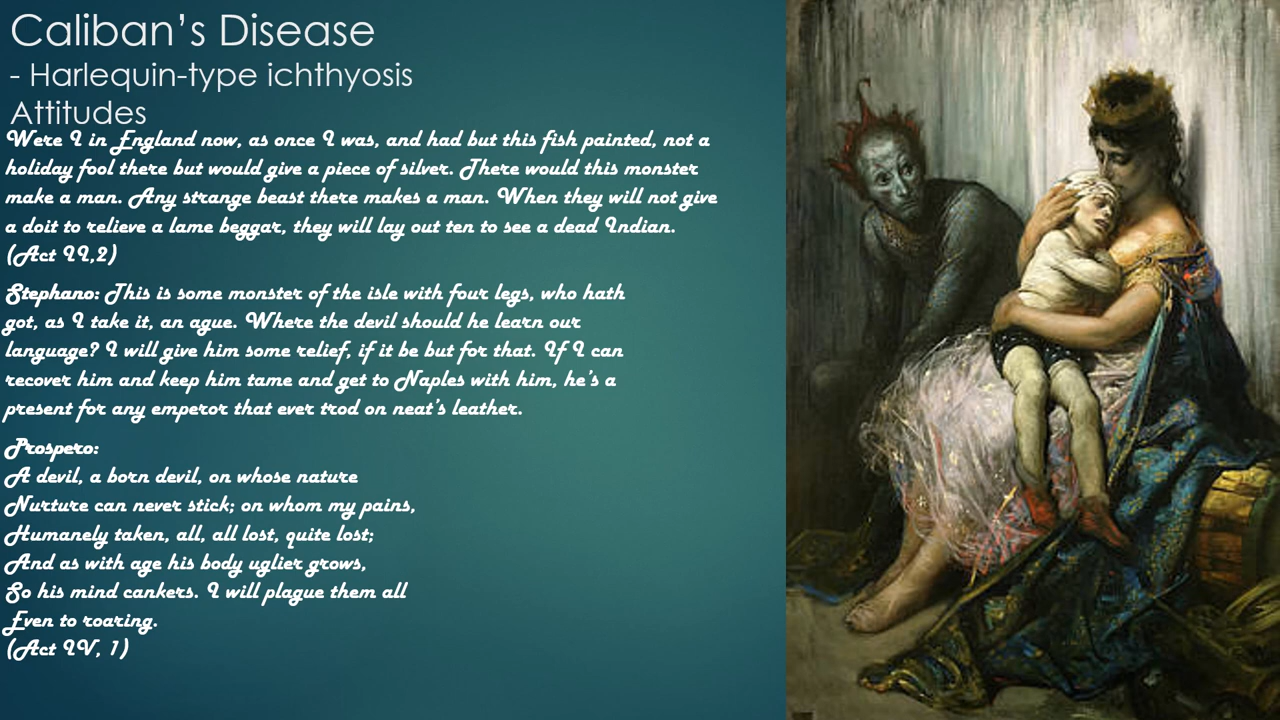 Caliban’s Disease
- Harlequin-type ichthyosis
Attitudes
Were I in England now, as once I was, and had but this fish painted, not a
holiday fool there but would give a piece of silver. There would this monster
make a man. Any strange beast there makes a man. When they will not give
a doit to relieve a lame beggar, they will lay out ten to see a dead Indian.
(Act II,2)
Stephano: This is some monster of the isle with four legs, who hath
got, as I take it, an ague. Where the devil should he learn our
language? I will give him some relief, if it be but for that. If I can
recover him and keep him tame and get to Naples with him, he’s a
present for any emperor that ever trod on neat’s leather.
Prospero:
A devil, a born devil, on whose nature
Nurture can never stick; on whom my pains,
Humanely taken, all, all lost, quite lost;
And as with age his body uglier grows,
So his mind cankers. I will plague them all
Even to roaring.
(Act IV, 1)